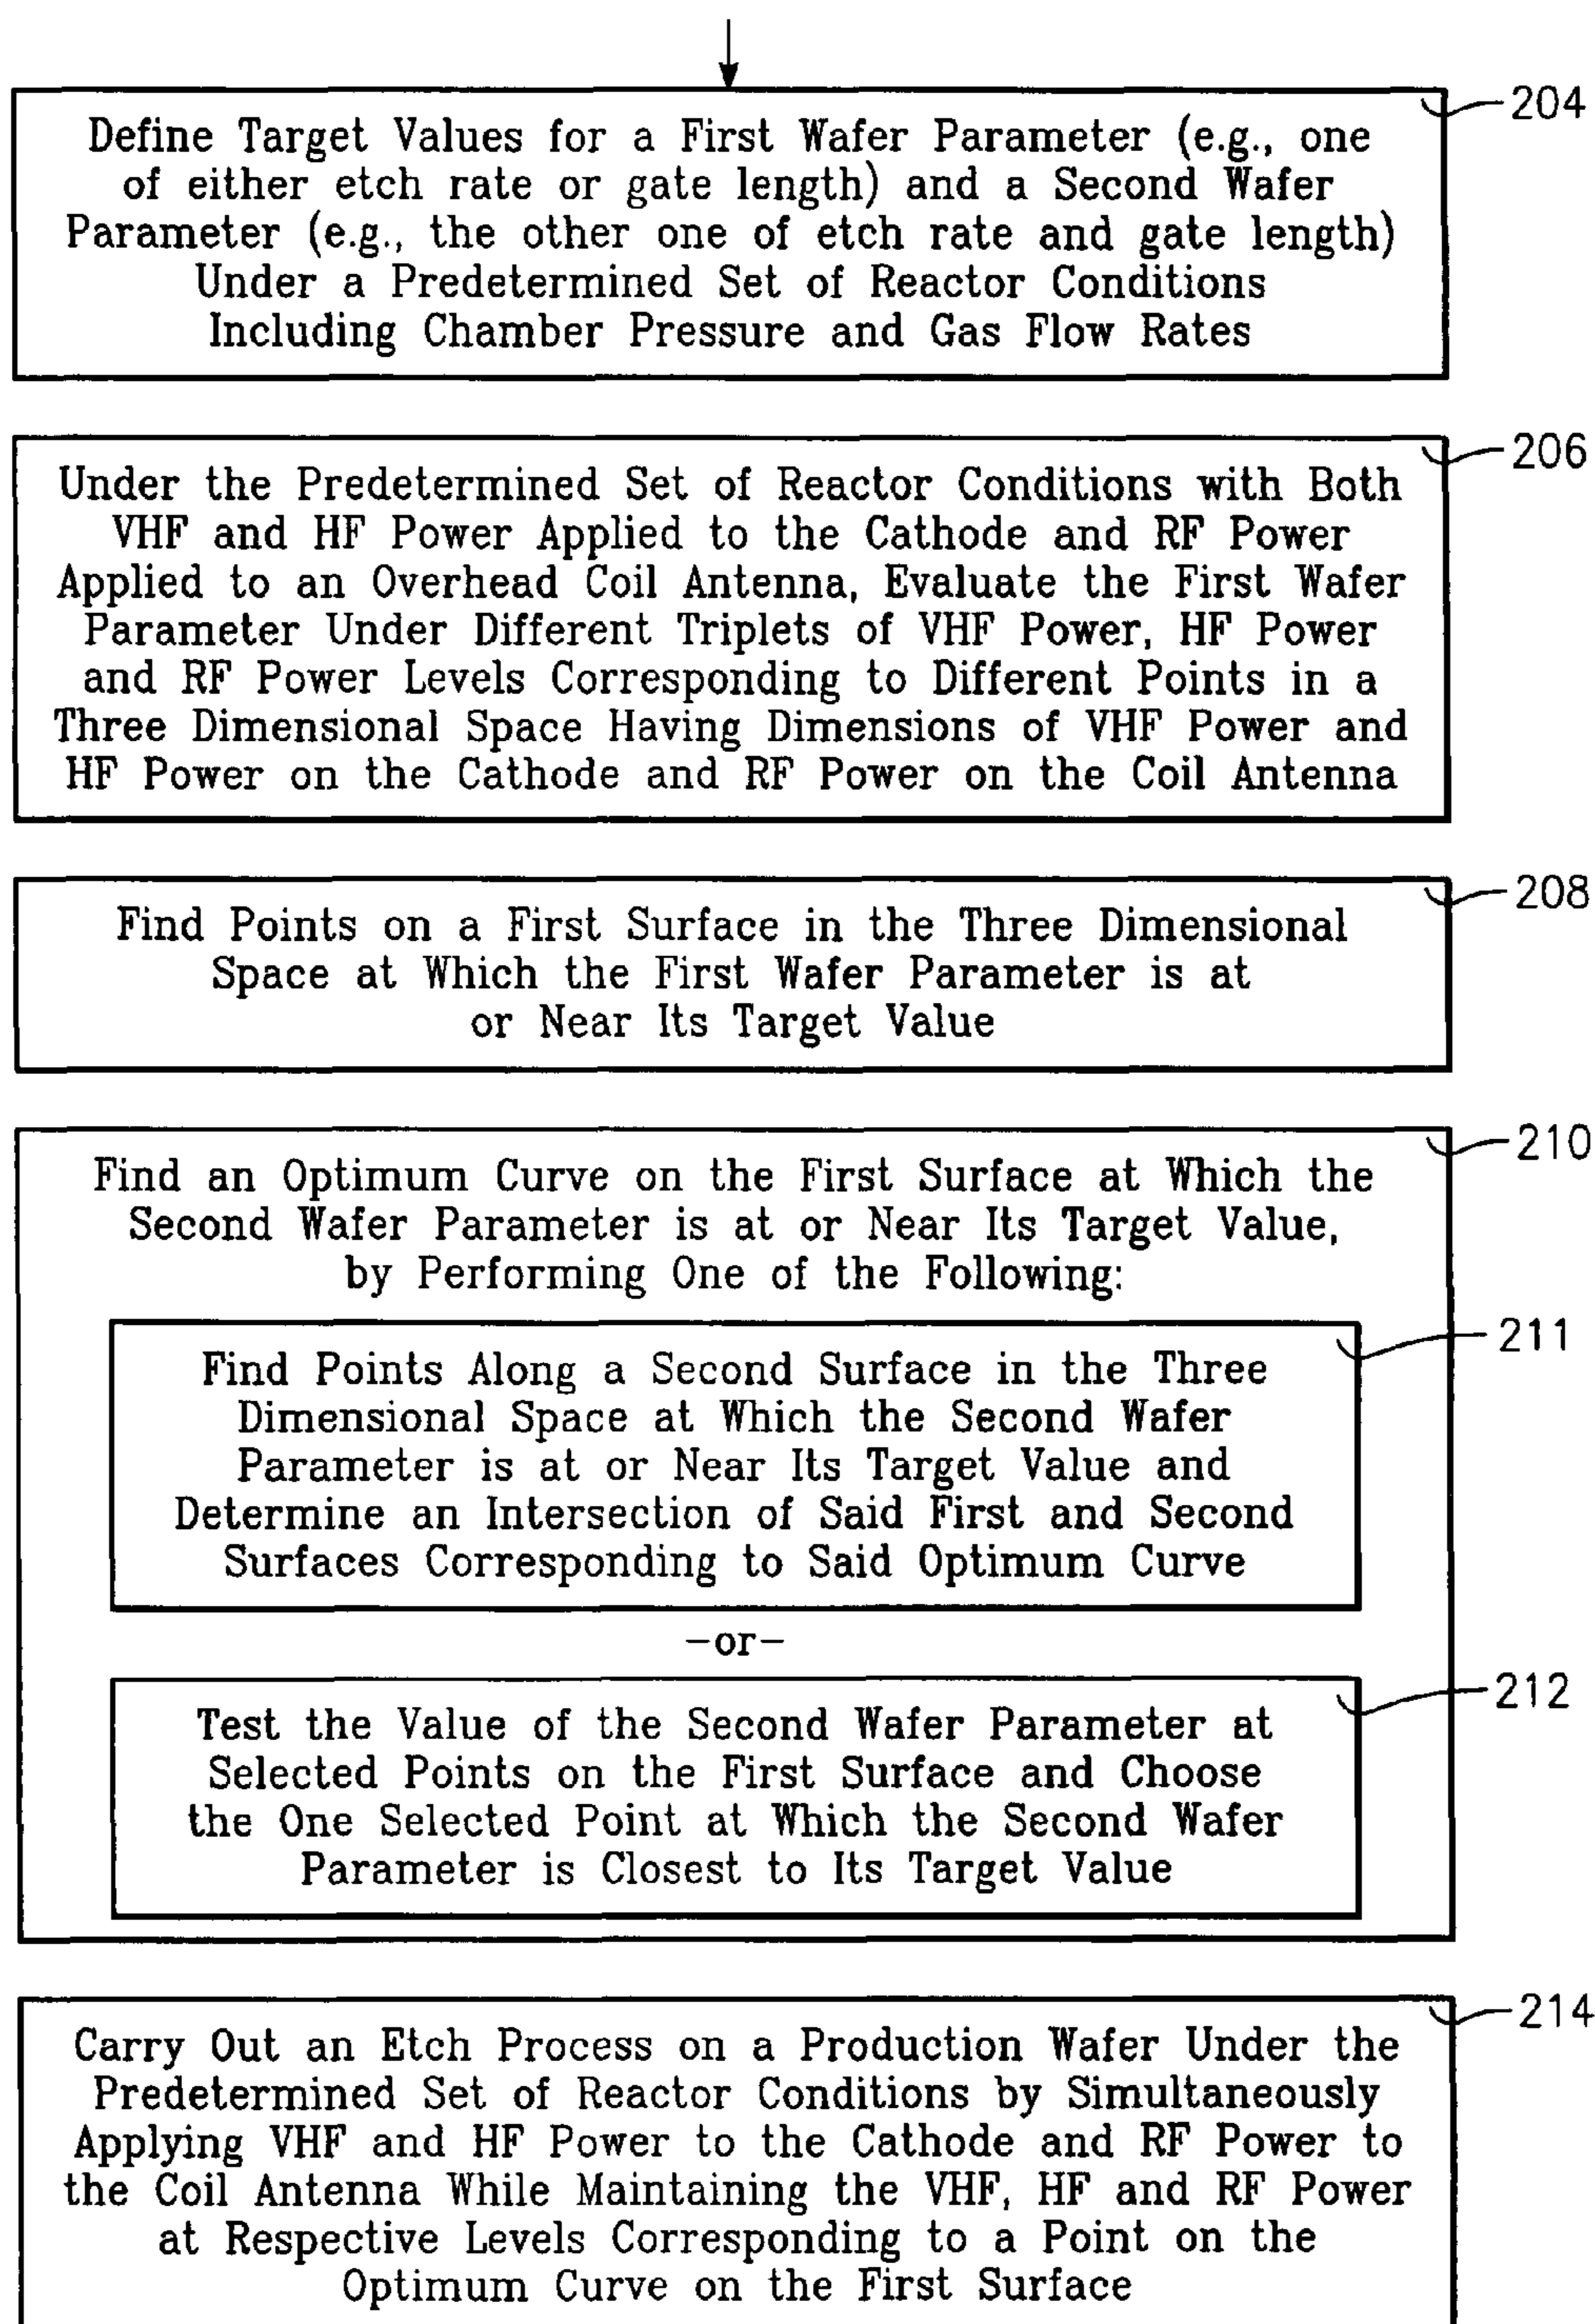 204
Define Target Values for a First Wafer Parameter (e.g., one
of either etch rate or gate length) and a Second Wafer
Parameter (e.g., the other one of etch rate and gate length)
Under a Predetermined Set of Reactor Conditions
Including Chamber Pressure and Gas Flow Rates
206
Under the Predetermined Set of Reactor Conditions with Both
VHF and HF Power Applied to the Cathode and RF Power
Applied to an Overhead Coil Antenna, Evaluate the First Wafer
Parameter Under Different Triplets of VHF Power, HF Power
and RF Power Levels Corresponding to Different Points in a
Three Dimensional Space Having Dimensions of VHF Power and
HF Power on the Cathode and RF Power on the Coil Antenna
208
Find Points on a First Surface in the Three Dimensional
Space at Which the First Wafer Parameter is at
or Near Its Target Value
210
Find an Optimum Curve on the First Surface at Which the
Second Wafer Parameter is at or Near Its Target Value,
by Performing One of the Following:
211
Find Points Along a Second Surface in the Three
Dimensional Space at Which the Second Wafer
Parameter is at or Near Its Target Value and
Determine an Intersection of Said First and Second
Surfaces Corresponding to Said Optimum Curve
-or-
212
Test the Value of the Second Wafer Parameter at
Selected Points on the First Surface and Choose
the One Selected Point at Which the Second Wafer
Parameter is Closest to Its Target Value
214
Carry Out an Etch Process on a Production Wafer Under the
Predetermined Set of Reactor Conditions by Simultaneously
Applying VHF and HF Power to the Cathode and RF Power to
the Coil Antenna While Maintaining the VHF, HF and RF Power
at Respective Levels Corresponding to a Point on the
Optimum Curve on the First Surface